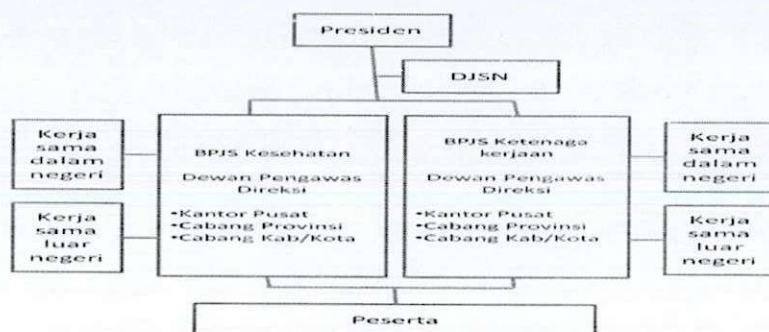 Presiden
DJSN
Kerja
sama
dalam
negeri
Kerja
sama
luar
negeri
BPJS Kesehatan
Dewan Pengawas
Direksi
•Kantor Pusat
•Cabang Provinsi
•Cabang Kab/Kota
BPJS Ketenaga
kerjaan
Dewan Pengawas
Direksi
•Kantor Pusat
•Cabang Provinsi
•Cabang Kab/Kota
Kerja
sama
dalam
negeri
Kerja
sama
luar
negeri
Peserta